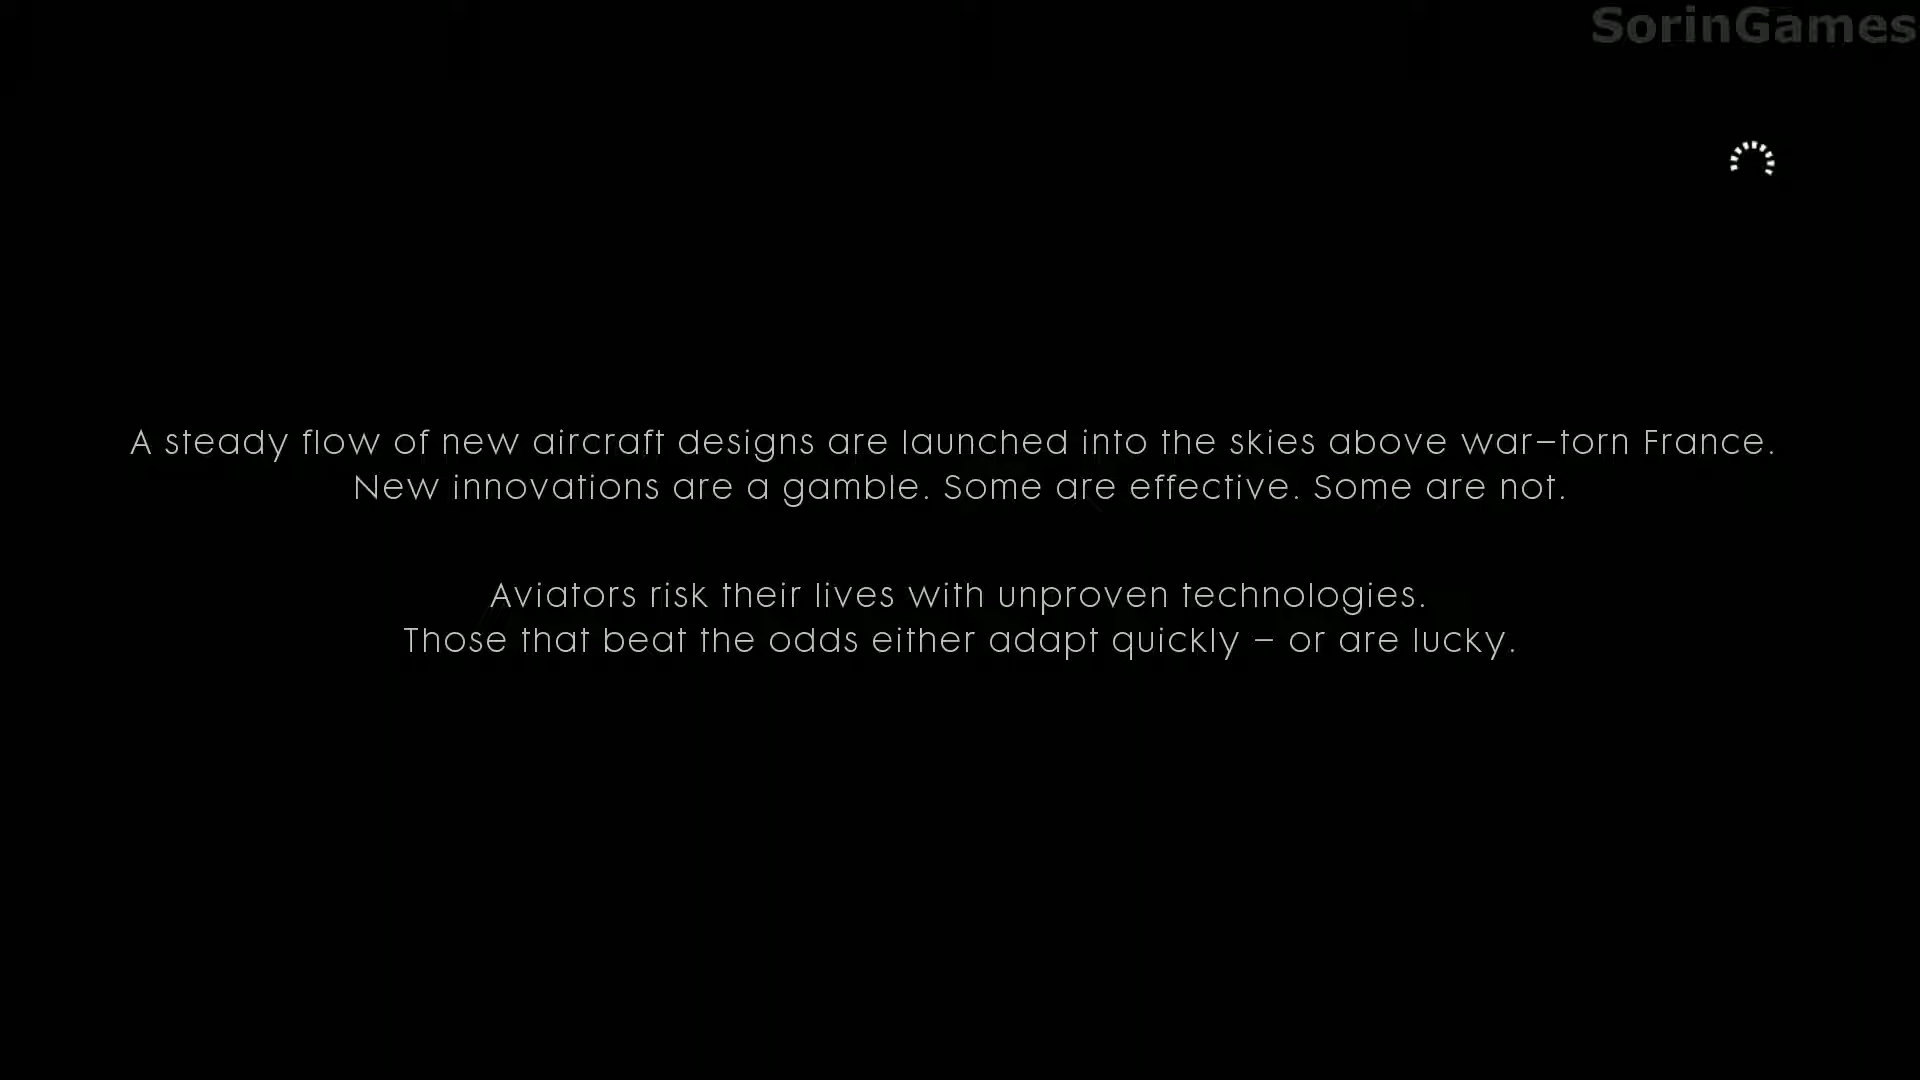 SorinGames
A steady flow of new aircraft designs are launched into the skies above war–torn France.
New innovations are a gamble. Some are effective. Some are not.
Aviators risk their lives with unproven technologies.
Those that beat the odds either adapt quickly – or are lucky.